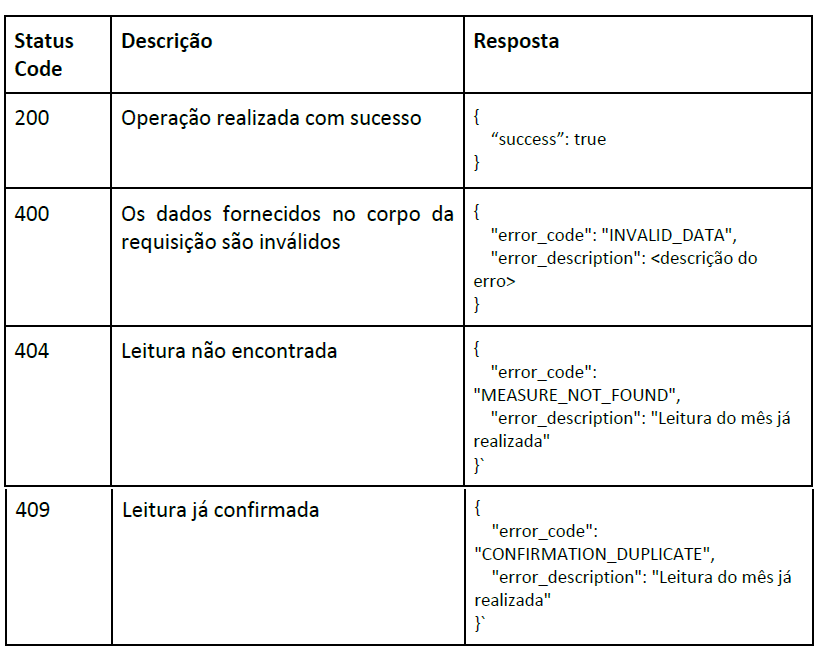 Status Code
Descrição
Resposta
200
Operação realizada com sucesso
{
“success”: true
}
400
Os dados fornecidos no corpo da
requisição são inválidos
{
"error_code": "INVALID_DATA",
"error_description": <descrição do
erro>
}
404
Leitura não encontrada
{
"error_code":
"MEASURE_NOT_FOUND",
"error_description": "Leitura do mês já
realizada"
}`
409
Leitura já confirmada
{
"error_code":
"CONFIRMATION_DUPLICATE",
"error_description": "Leitura do mês já
realizada"
}`